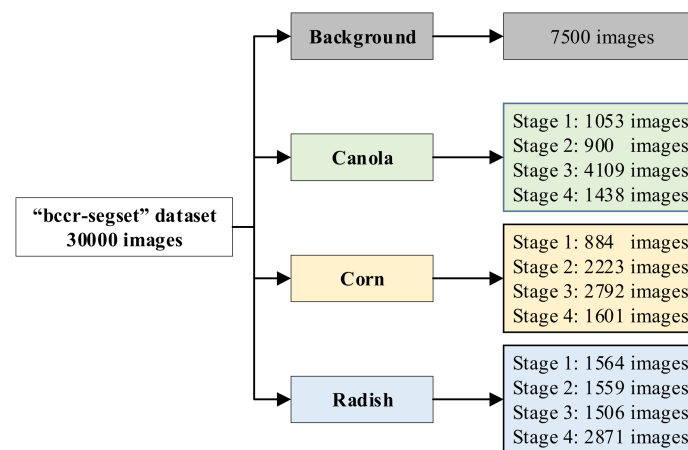 Background
7500 images
Canola
Stage 1: 1053 images
Stage 2: 900 images
Stage 3: 4109 images
Stage 4: 1438 images
“bccr-segset” dataset
30000 images
Corn
Stage 1: 884 images
Stage 2: 2223 images
Stage 3: 2792 images
Stage 4: 1601 images
Radish
Stage 1: 1564 images
Stage 2: 1559 images
Stage 3: 1506 images
Stage 4: 2871 images